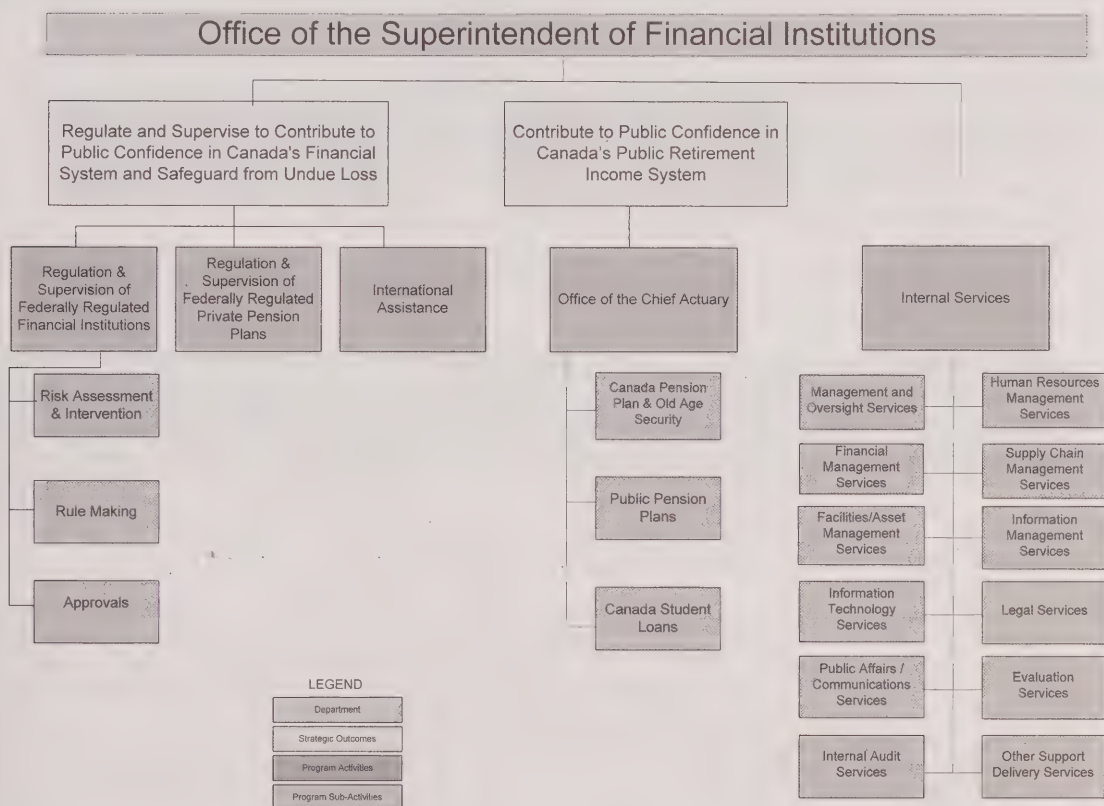 Office of the Superintendent of Financial Institutions
Regulate and Supervise to Contribute to
Public Confidence in Canada's Financial
System and Safeguard from Undue Loss
Contribute to Public Confidence in
Canada's Public Retirement
Income System
Regulation &
Supervision of
Federally Regulated
Financial Institutions
Regulation &
Supervision of
Federally Regulated
Private Pension
Plans
International
Assistance
Office of the Chief Actuary
Internal Services
Risk Assessment
& Intervention
Rule Making
Approvals
Canada Pension
Plan & Old Age
Security
Public Pension
Plans
Canada Student
Loans
Management and
Oversight Services
Human Resources
Management
Services
Financial
Management
Services
Supply Chain
Management
Services
Facilities/Asset
Management
Services
Information
Management
Services
Information
Technology
Services
Legal Services
Public Affairs /
Communications
Services
Evaluation
Services
Internal Audit
Services
Other Support
Delivery Services
LEGEND
Department
Strategic Outcomes
Program Activities
Program Sub-Activities